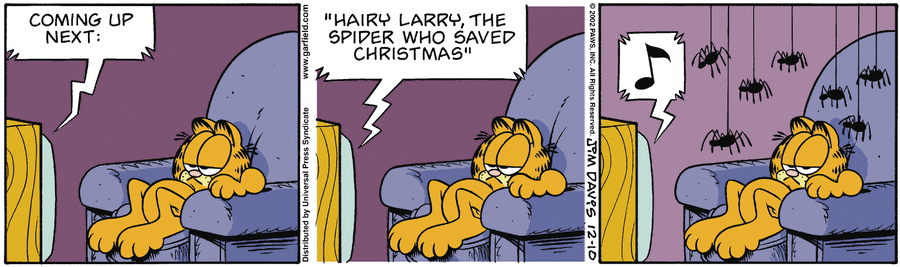 COMING UP
NEXT:
www.garfield.com
Distributed by Universal Press Syndicate
"HAIRY LARRY, THE
SPIDER WHO SAVED
CHRISTMAS"
© 2002 PAWS, INC. All Rights Reserved.
JIM DAVIS 12-10